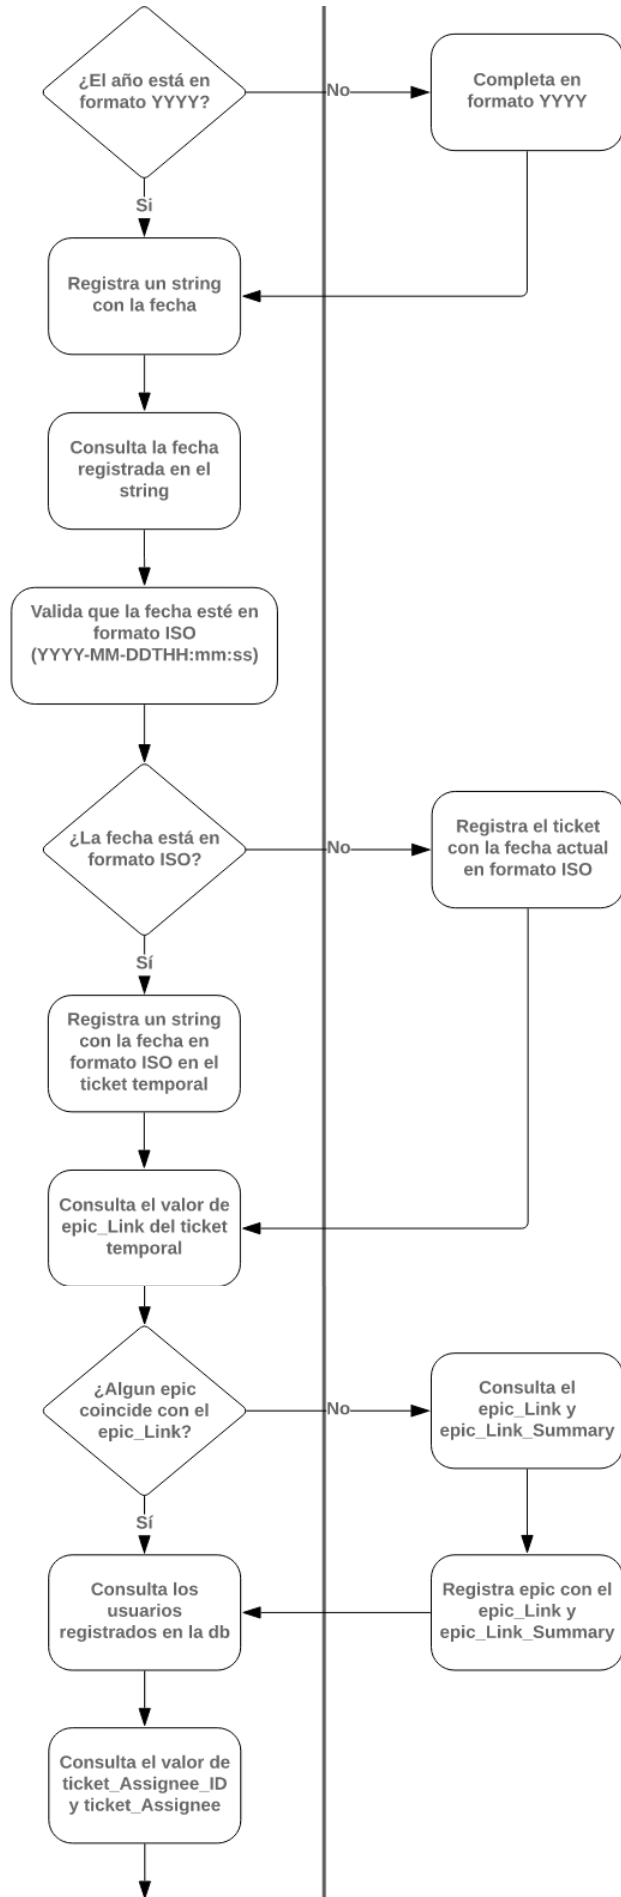 ¿El año está en
formato YYYY?
No
Completa en
formato YYYY
Si
Registra un string
con la fecha
Consulta la fecha
registrada en el
string
Valida que la fecha esté en
formato ISO
(YYYY-MM-DDTHH:mm:ss)
¿La fecha está en
formato ISO?
No
Registra el ticket
con la fecha actual
en formato ISO
Sí
Registra un string
con la fecha en
formato ISO en el
ticket temporal
Consulta el valor de
epic_Link del ticket
temporal
¿Algun epic
coincide con el
epic_Link?
No
Consulta el
epic_Link y
epic_Link_Summary
Sí
Consulta los
usuarios
registrados en la db
Registra epic con el
epic_Link y
epic_Link_Summary
Consulta el valor de
ticket_Assignee_ID
y ticket_Assignee